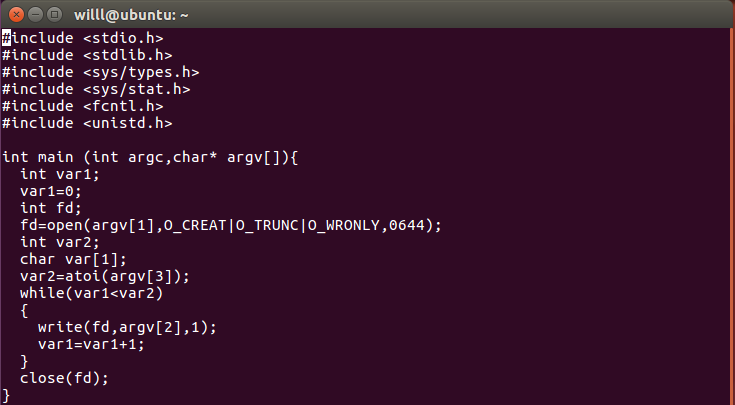 willl@ubuntu: ~
#include <stdio.h>
#include <stdlib.h>
#include <sys/types.h>
#include <sys/stat.h>
#include <fcntl.h>
#include <unistd.h>

int main (int argc,char* argv[]){
  int var1;
  var1=0;
  int fd;
  fd=open(argv[1],O_CREAT|O_TRUNC|O_WRONLY,0644);
  int var2;
  char var[1];
  var2=atoi(argv[3]);
  while(var1<var2)
  {
    write(fd,argv[2],1);
    var1=var1+1;
  }
  close(fd);
}